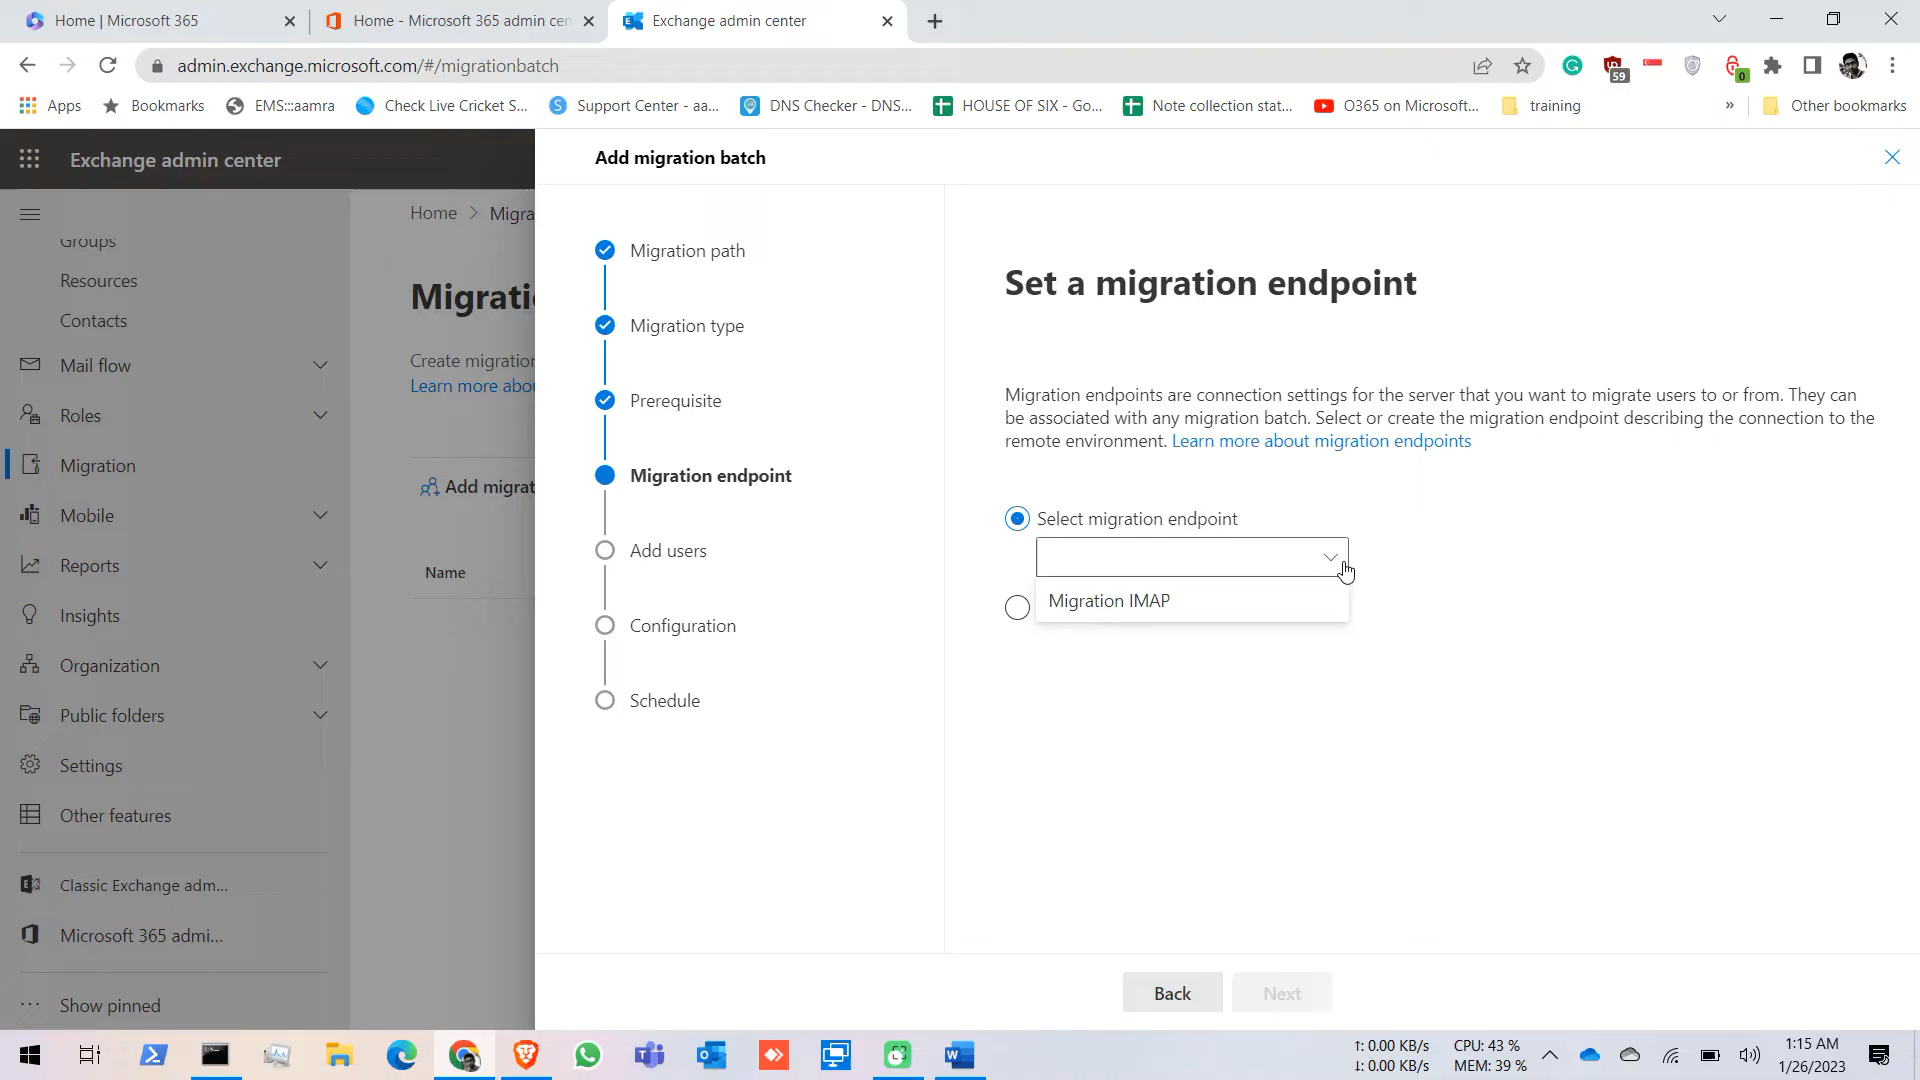 Home | Microsoft 365
Home - Microsoft 365 admin cen
Exchange admin center
admin.exchange.microsoft.com/#/migrationbatch
59
0
Apps
Bookmarks
EMS::aamra
Check Live Cricket S...
Support Center - aa...
DNS Checker - DNS...
HOUSE OF SIX - Go...
Note collection stat...
O365 on Microsoft...
training
»
Other bookmarks
Exchange admin center
Add migration batch
Home > Migra
Groups
Resources
Contacts
Mail flow
Roles
Migration
Mobile
Reports
Insights
Organization
Public folders
Settings
Other features
Classic Exchange adm...
Microsoft 365 admi...
Show pinned
Migrati
Create migration
Learn more abou
Add migrat
Name
Migration path
Migration type
Prerequisite
Migration endpoint
Add users
Configuration
Schedule
Set a migration endpoint
Migration endpoints are connection settings for the server that you want to migrate users to or from. They can
be associated with any migration batch. Select or create the migration endpoint describing the connection to the
remote environment. Learn more about migration endpoints
Select migration endpoint
Migration IMAP
Back
Next
↑: 0.00 KB/s
↓: 0.00 KB/s
CPU: 43 %
MEM: 39 %
1:15 AM
1/26/2023